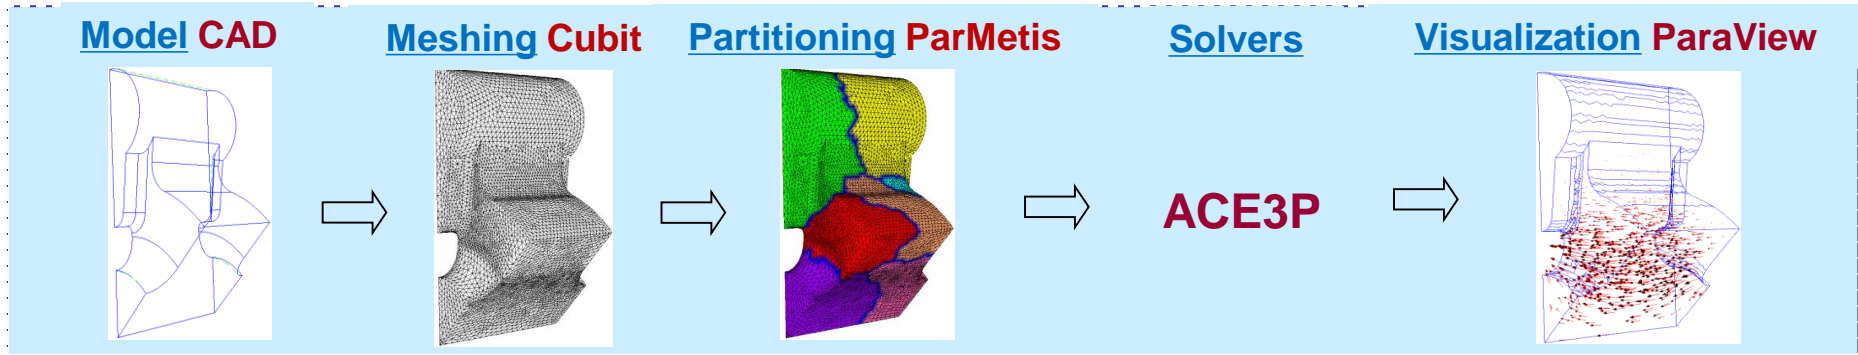 Model CAD
Meshing Cubit
Partitioning ParMetis
Solvers
Visualization ParaView
ACE3P